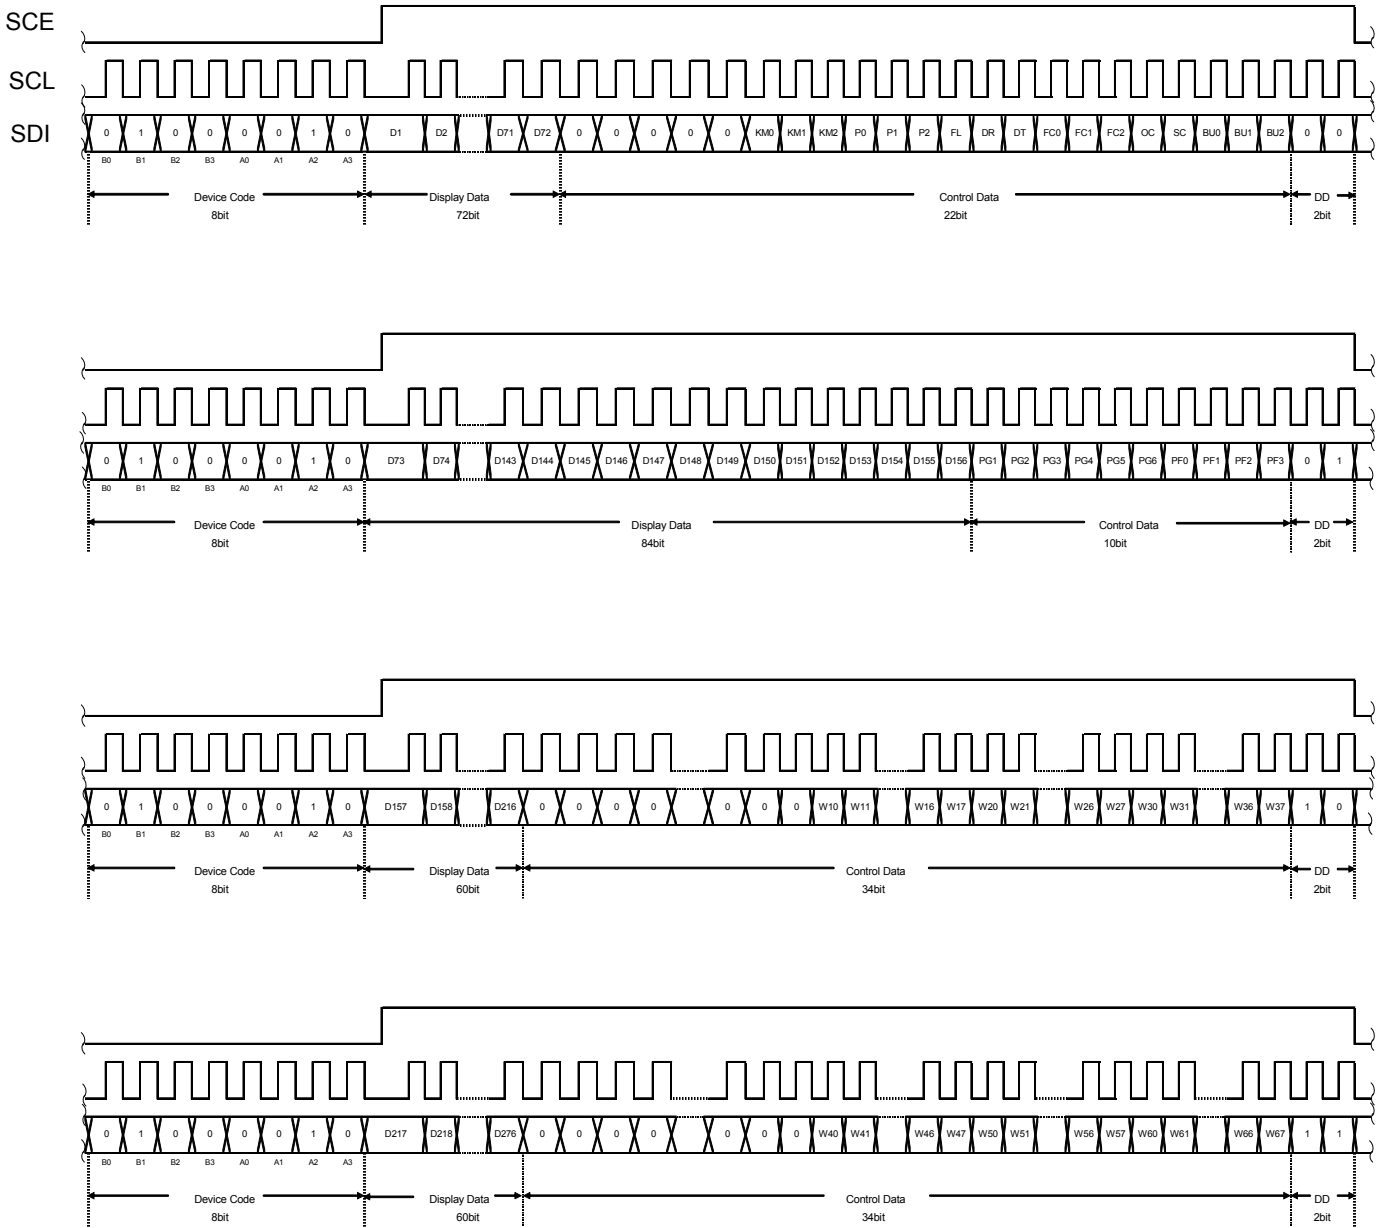 SCE
SCL
SDI 0 1 0 0 0 0 1 0 D1 D2 D71 D72 0 0 0 0 0 KM0 KM1 KM2 P0 P1 P2 FL DR DT FC0 FC1 FC2 OC SC BU0 BU1 BU2 0 0
B0 B1 B2 B3 A0 A1 A2 A3
Device Code Display Data Control Data DD
8bit 72bit 22bit 2bit
0 1 0 0 0 0 1 0 D73 D74 D143 D144 D145 D146 D147 D148 D149 D150 D151 D152 D153 D154 D155 D156 PG1 PG2 PG3 PG4 PG5 PG6 PF0 PF1 PF2 PF3 0 1
B0 B1 B2 B3 A0 A1 A2 A3
Device Code Display Data Control Data DD
8bit 84bit 10bit 2bit
0 1 0 0 0 0 1 0 D157 D158 D216 0 0 0 0 0 0 0 W10 W11 W16 W17 W20 W21 W26 W27 W30 W31 W36 W37 1 0
B0 B1 B2 B3 A0 A1 A2 A3
Device Code Display Data Control Data DD
8bit 60bit 34bit 2bit
0 1 0 0 0 0 1 0 D217 D218 D276 0 0 0 0 0 0 0 W40 W41 W46 W47 W50 W51 W56 W57 W60 W61 W66 W67 1 1
B0 B1 B2 B3 A0 A1 A2 A3
Device Code Display Data Control Data DD
8bit 60bit 34bit 2bit